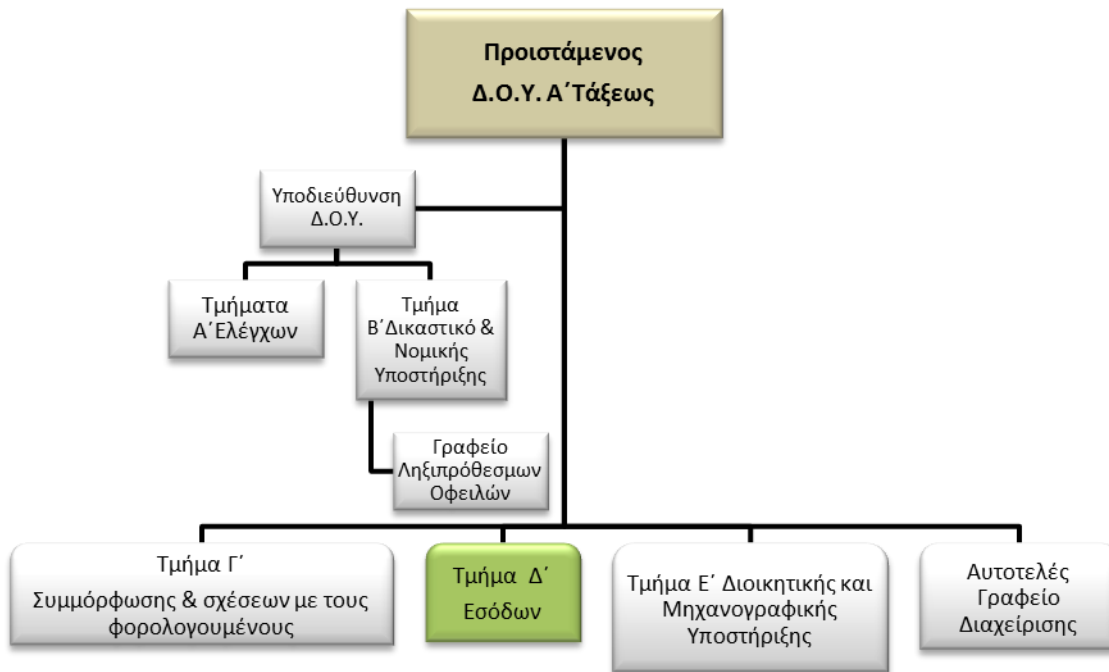 Προιστάμενος
Δ.Ο.Υ. Α΄Τάξεως
Υποδιεύθυνση
Δ.Ο.Υ.
Τμήματα
Α΄Ελέγχων
Τμήμα
Β΄Δικαστικό &
Νομικής
Υποστήριξης
Γραφείο
Ληξιπρόθεσμων
Οφειλών
Τμήμα Γ΄
Συμμόρφωσης & σχέσεων με τους
φορολογουμένους
Τμήμα Δ΄
Εσόδων
Τμήμα Ε΄ Διοικητικής και
Μηχανογραφικής
Υποστήριξης
Αυτοτελές
Γραφείο
Διαχείρισης